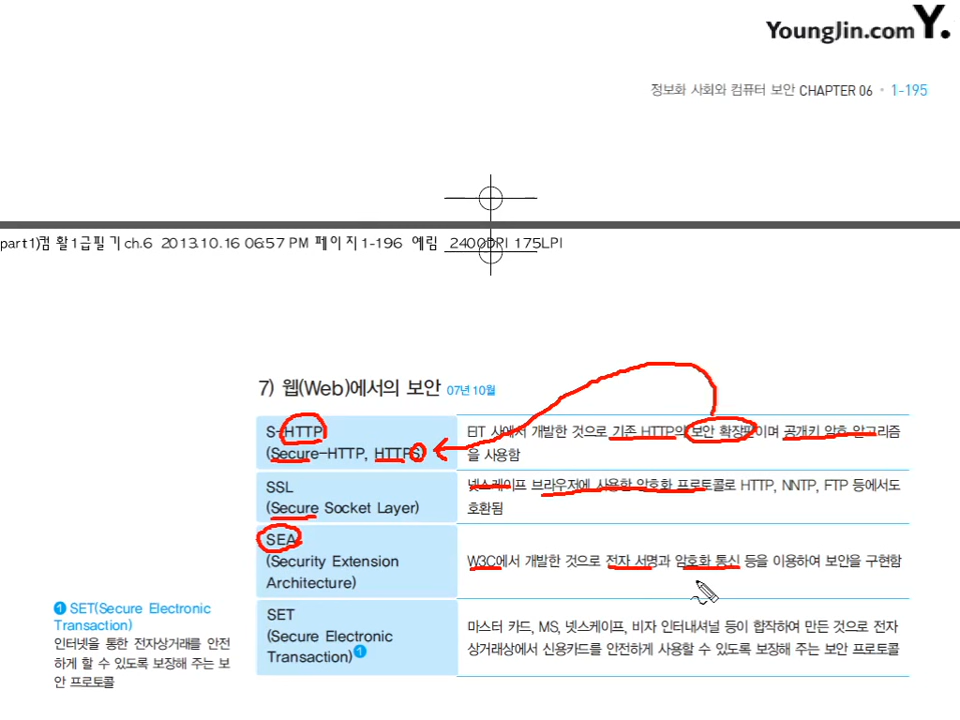 YoungJin.com Y.
정보화 사회와 컴퓨터 보안 CHAPTER 06 • 1-195
part1)컴 활1급필 기 ch.6 2013.10.16 06:57 PM 페이지1-196 예림 2400DPI 175LPI
7) 웹(Web)에서의 보안 07년 10월
S-HTTP
(Secure-HTTP, HTTPS)
EIT 사에서 개발한 것으로 기존 HTTP의 보안 확장판이며 공개키 암호 알고리즘
을 사용함
SSL
(Secure Socket Layer)
넷스케이프 브라우저에 사용한 암호화 프로토콜로 HTTP, NNTP, FTP 등에서도
호환됨
SEA
(Security Extension
Architecture)
W3C에서 개발한 것으로 전자 서명과 암호화 통신 등을 이용하여 보안을 구현함
SET
(Secure Electronic
Transaction)❶
마스터 카드, MS, 넷스케이프, 비자 인터내셔널 등이 합작하여 만든 것으로 전자
상거래상에서 신용카드를 안전하게 사용할 수 있도록 보장해 주는 보안 프로토콜
❶ SET(Secure Electronic
Transaction)
인터넷을 통한 전자상거래를 안전
하게 할 수 있도록 보장해 주는 보
안 프로토콜